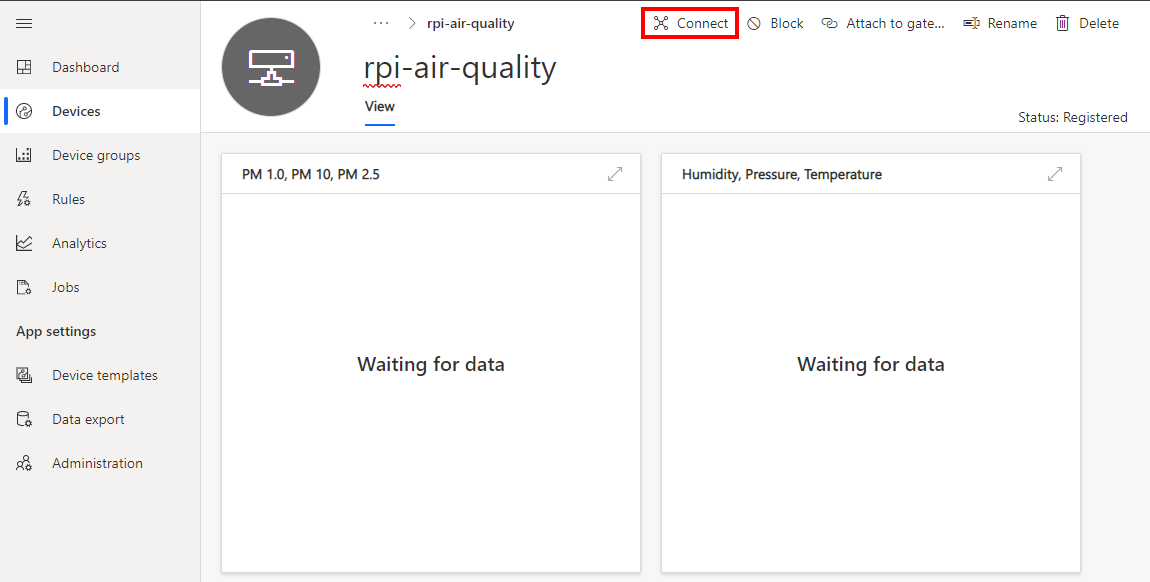 ... > rpi-air-quality
Connect
Block
Attach to gate...
Rename
Delete
rpi-air-quality
View
Status: Registered
Dashboard
Devices
Device groups
Rules
Analytics
Jobs
App settings
Device templates
Data export
Administration
PM 1.0, PM 10, PM 2.5
Waiting for data
Humidity, Pressure, Temperature
Waiting for data